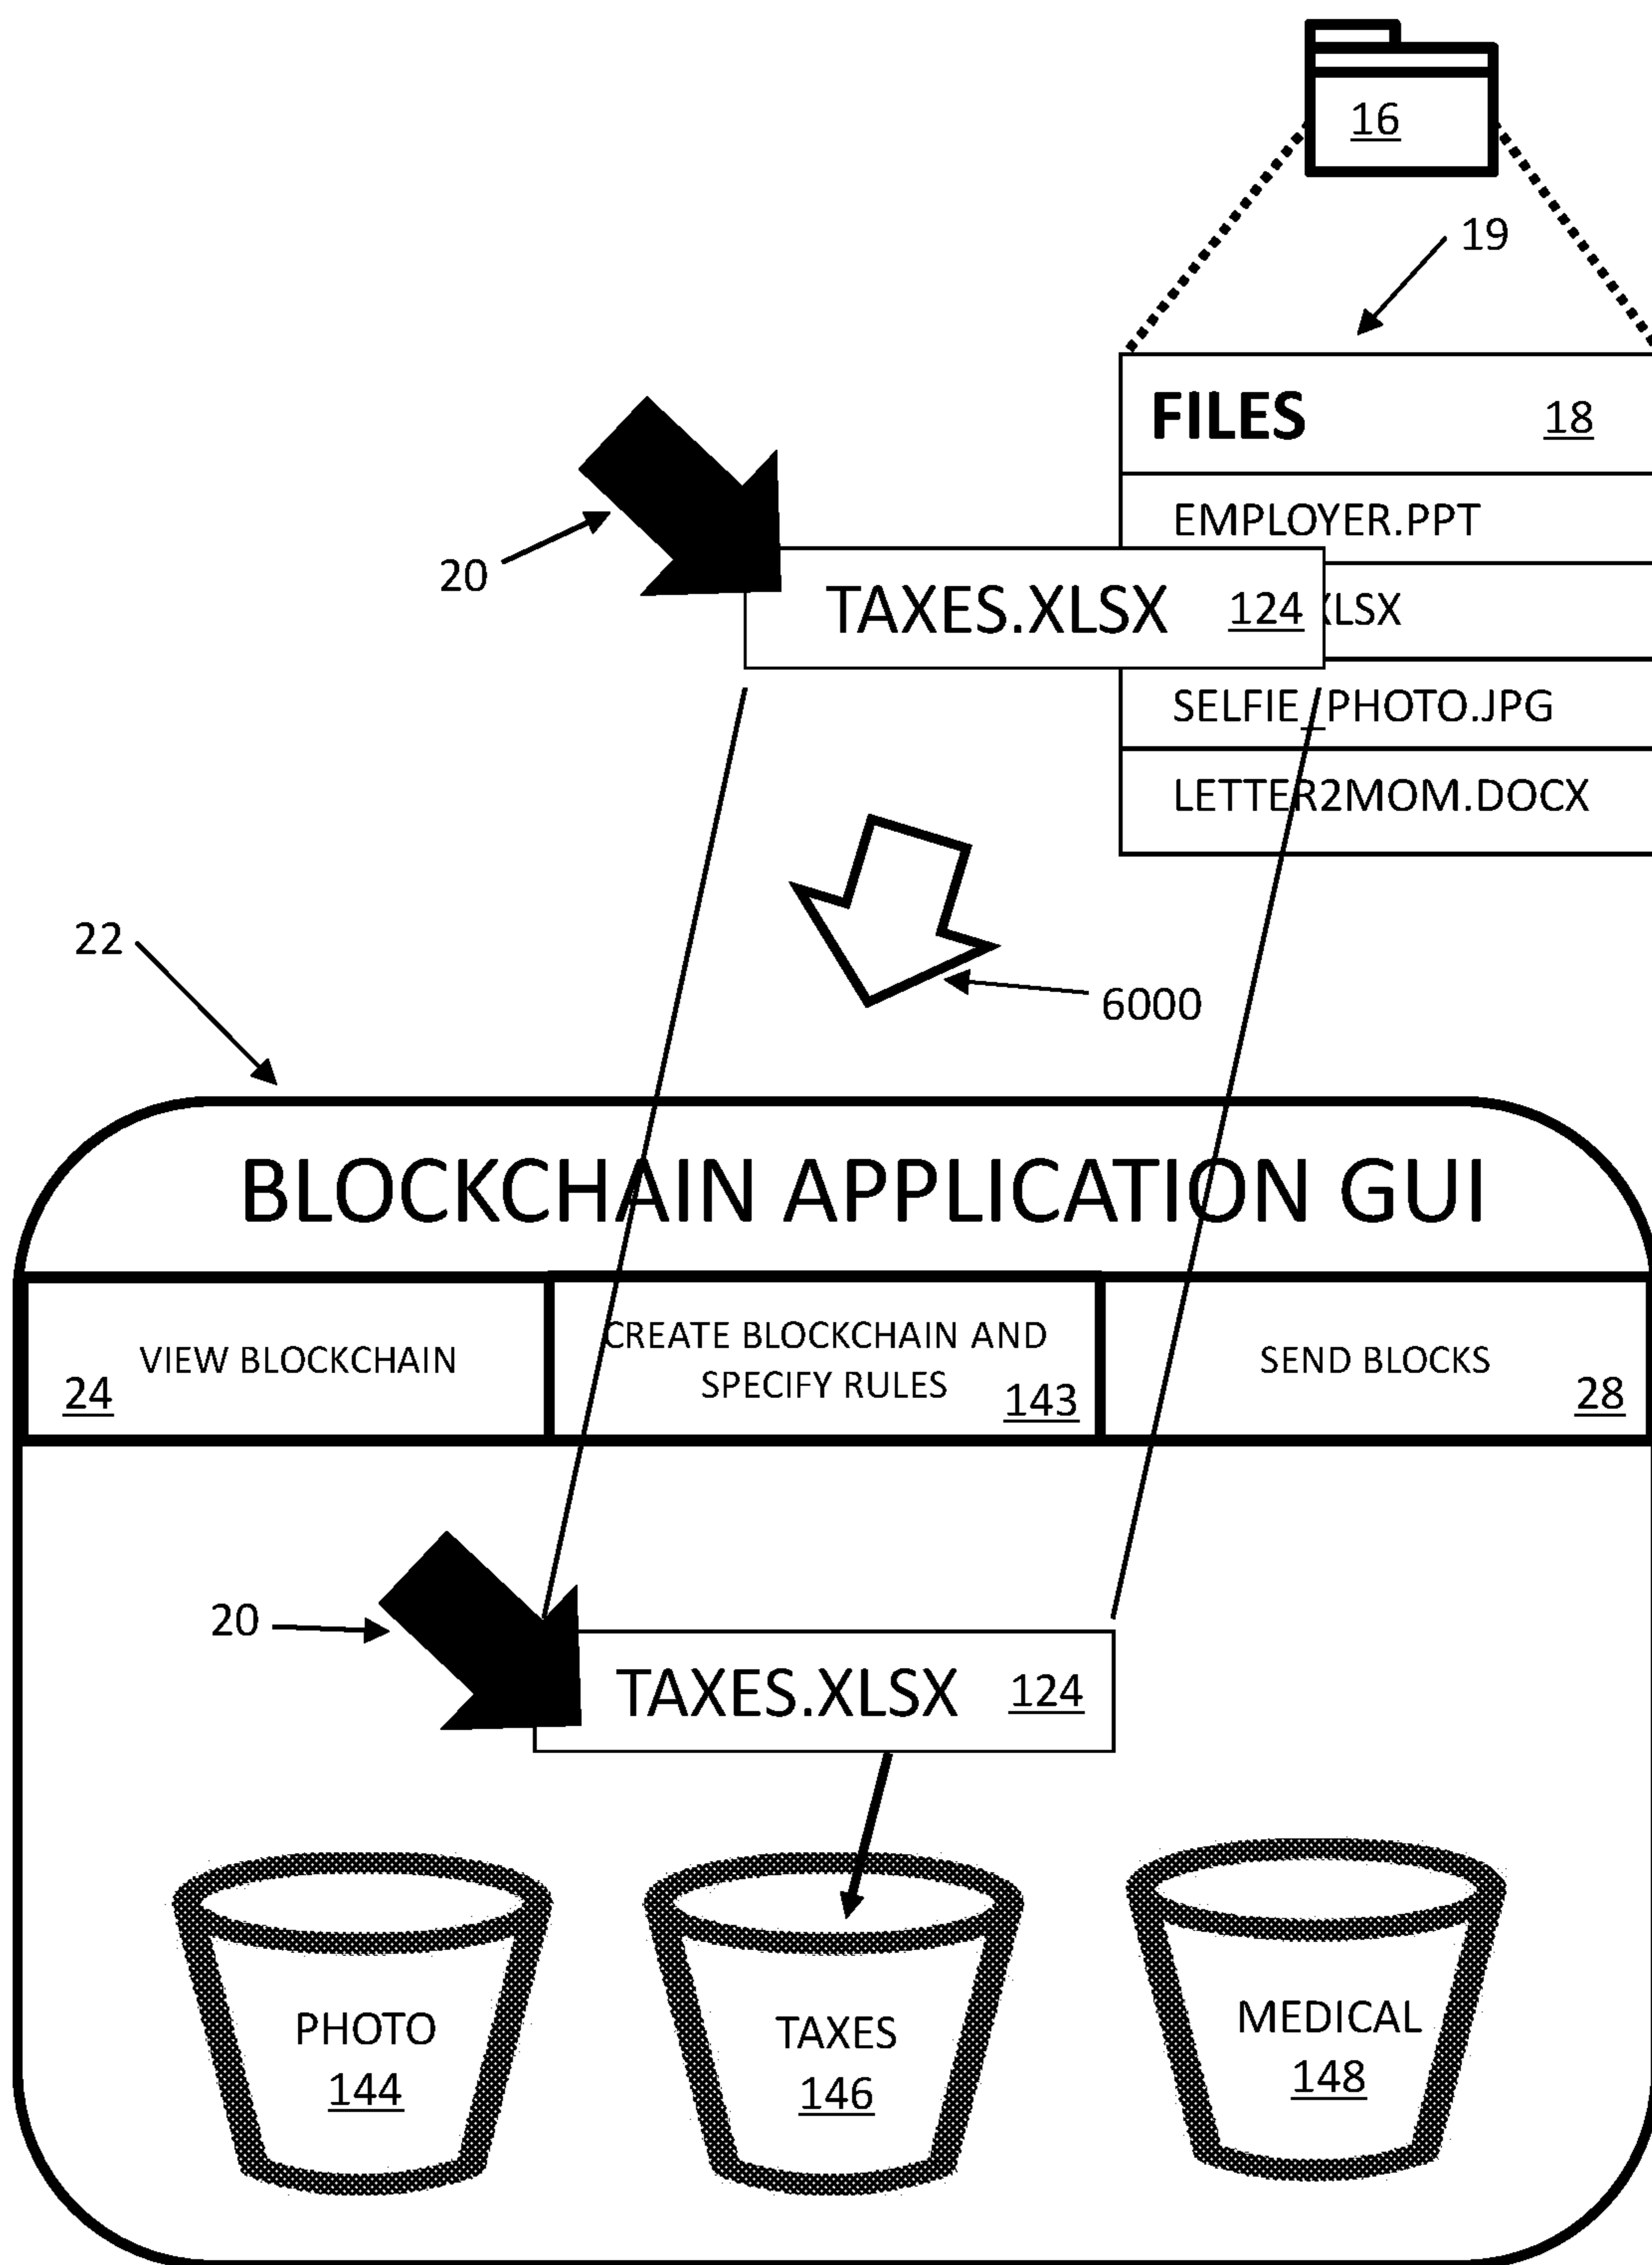 16
19
FILES 18
EMPLOYER.PPT
20
TAXES.XLSX 124
XLSX
SELFIE_PHOTO.JPG
LETTER2MOM.DOCX
22
6000
BLOCKCHAIN APPLICATION GUI
VIEW BLOCKCHAIN
24
CREATE BLOCKCHAIN AND
SPECIFY RULES 143
SEND BLOCKS
28
20
TAXES.XLSX 124
PHOTO
144
TAXES
146
MEDICAL
148